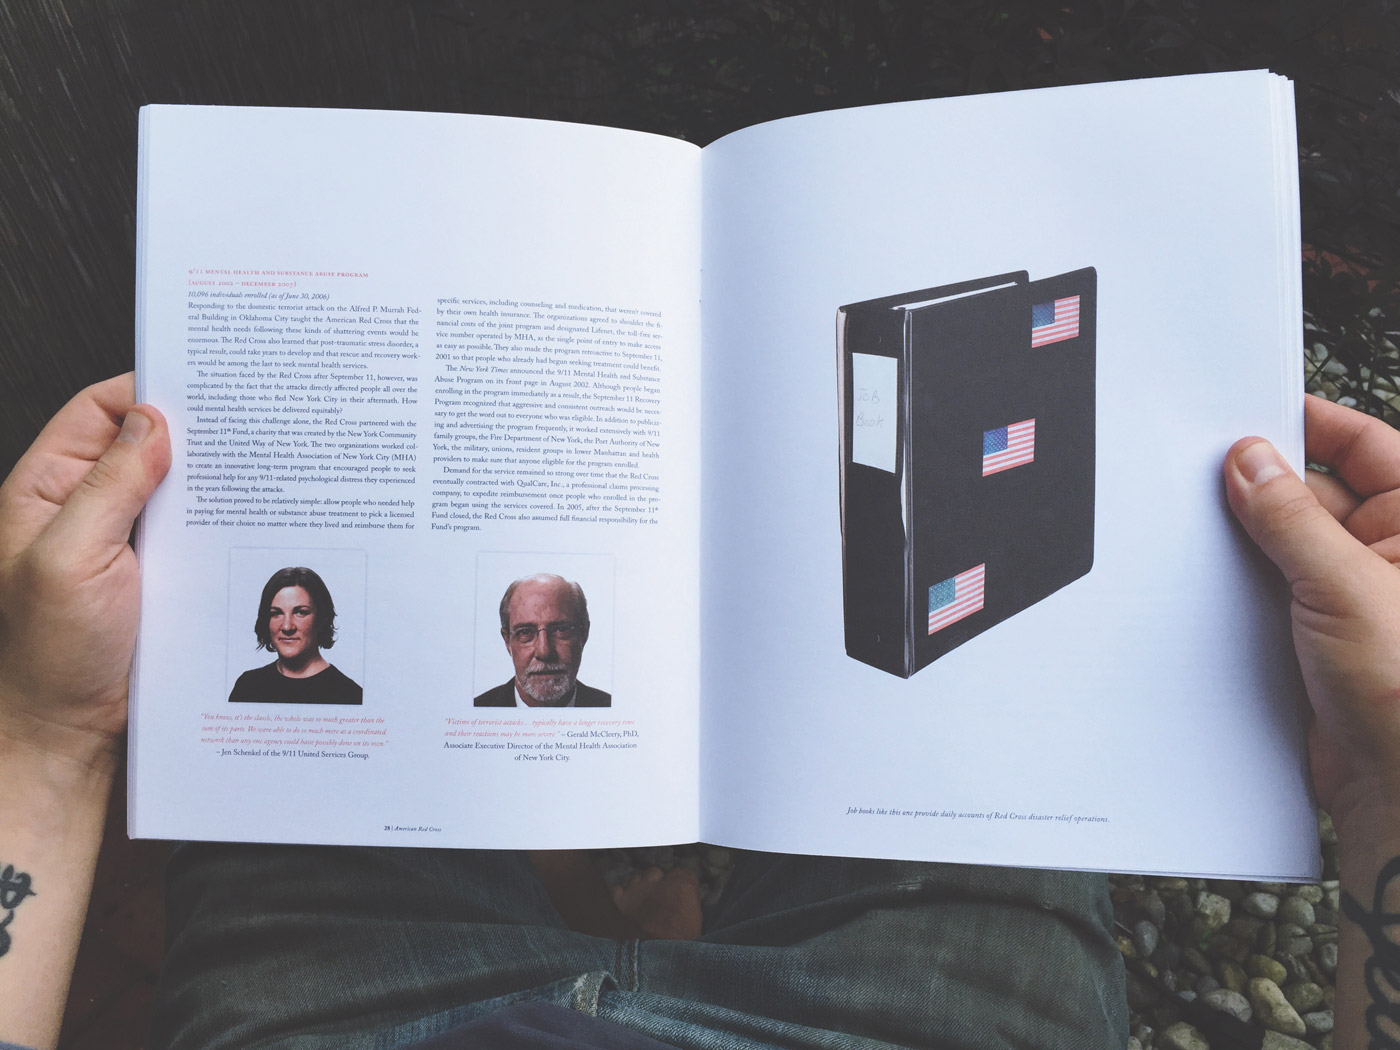 9/11 MENTAL HEALTH AND SUBSTANCE ABUSE PROGRAM
[AUGUST 2002 – DECEMBER 2007]
10,096 individuals enrolled (as of June 30, 2006)
Responding to the domestic terrorist attack on the Alfred P. Murrah Fed-
eral Building in Oklahoma City taught the American Red Cross that the
mental health needs following these kinds of shattering events would be
enormous. The Red Cross also learned that post-traumatic stress disorder, a
typical result, could take years to develop and that rescue and recovery work-
ers would be among the last to seek mental health services.
The situation faced by the Red Cross after September 11, however, was
complicated by the fact that the attacks directly affected people all over the
world, including those who fled New York City in their aftermath. How
could mental health services be delivered equitably?
Instead of facing this challenge alone, the Red Cross partnered with the
September 11th Fund, a charity that was created by the New York Community
Trust and the United Way of New York. The two organizations worked col-
laboratively with the Mental Health Association of New York City (MHA)
to create an innovative long-term program that encouraged people to seek
professional help for any 9/11-related psychological distress they experienced
in the years following the attacks.
The solution proved to be relatively simple: allow people who needed help
in paying for mental health or substance abuse treatment to pick a licensed
provider of their choice no matter where they lived and reimburse them for
specific services, including counseling and medication, that weren't covered
by their own health insurance. The organizations agreed to shoulder the fi-
nancial costs of the joint program and designated Lifenet, the toll-free ser-
vice number operated by MHA, as the single point of entry to make access
as easy as possible. They also made the program retroactive to September 11,
2001 so that people who already had begun seeking treatment could benefit.
The New York Times announced the 9/11 Mental Health and Substance
Abuse Program on its front page in August 2002. Although people began
enrolling in the program immediately as a result, the September 11 Recovery
Program recognized that aggressive and consistent outreach would be neces-
sary to get the word out to everyone who was eligible. In addition to publiciz-
ing and advertising the program frequently, it worked extensively with 9/11
family groups, the Fire Department of New York, the Port Authority of New
York, the military, unions, resident groups in lower Manhattan and health
providers to make sure that anyone eligible for the program enrolled.
Demand for the service remained so strong over time that the Red Cross
eventually contracted with QualCare, Inc., a professional claims processing
company, to expedite reimbursement once people who enrolled in the pro-
gram began using the services covered. In 2005, after the September 11th
Fund closed, the Red Cross also assumed full financial responsibility for the
Fund's program.
"You know, it's the classic, the whole was so much greater than the
sum of its parts. We were able to do so much more as a coordinated
network than any one agency could have possibly done on its own."
– Jen Schenkel of the 9/11 United Services Group.
"Victims of terrorist attacks... typically have a longer recovery time
and their reactions may be more severe." – Gerald McCleery, PhD,
Associate Executive Director of the Mental Health Association
of New York City.
28 | American Red Cross
JOB
Book
Job books like this one provide daily accounts of Red Cross disaster relief operations.